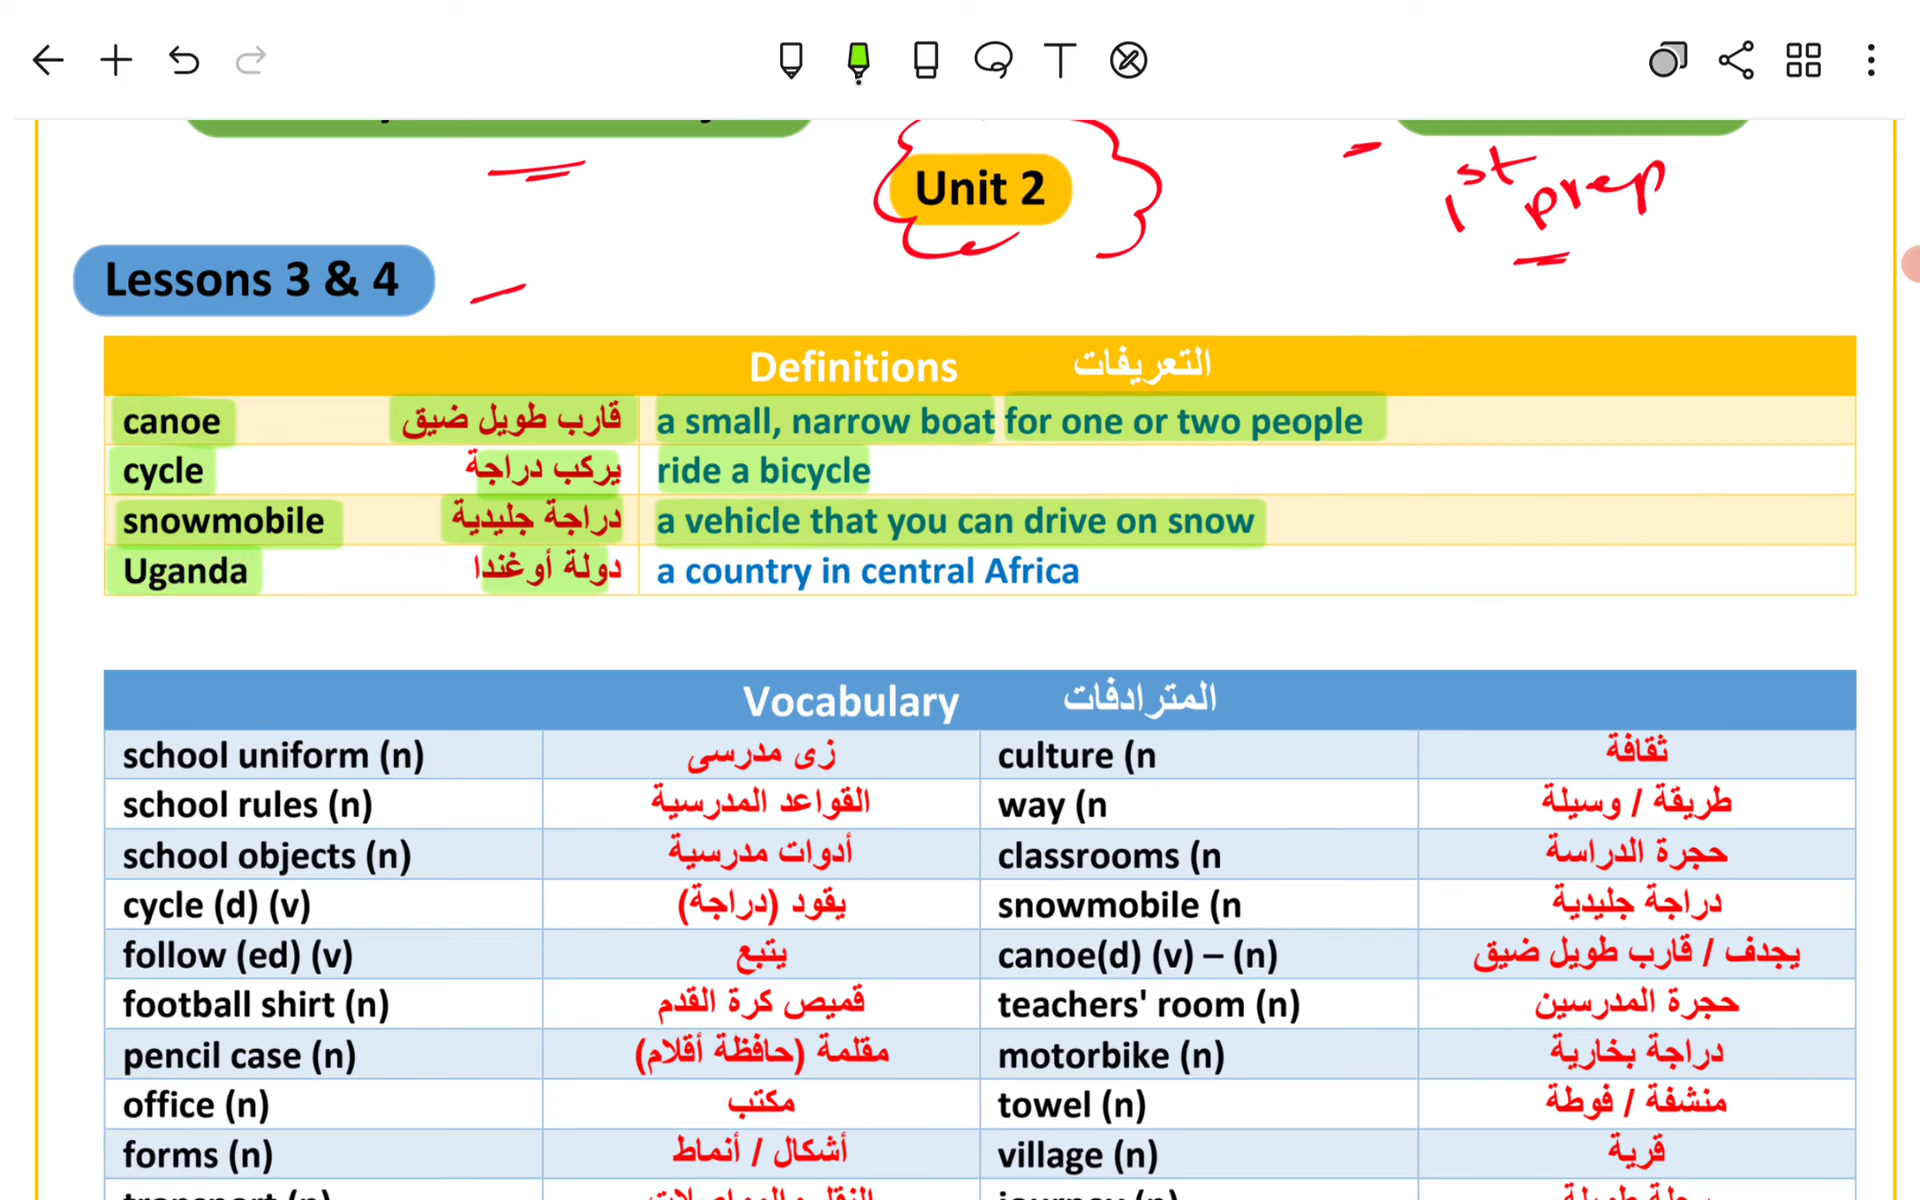 Unit 2
1st prep
Lessons 3 & 4
Definitions التعريفات
canoe قارب طويل ضيق a small, narrow boat for one or two people
cycle يركب دراجة ride a bicycle
snowmobile دراجة جليدية a vehicle that you can drive on snow
Uganda دولة أوغندا a country in central Africa
Vocabulary المترادفات
school uniform (n) زى مدرسى culture (n ثقافة
school rules (n) القواعد المدرسية way (n طريقة / وسيلة
school objects (n) أدوات مدرسية classrooms (n حجرة الدراسة
cycle (d) (v) يقود (دراجة) snowmobile (n دراجة جليدية
follow (ed) (v) يتبع canoe(d) (v) – (n) يجدف / قارب طويل ضيق
football shirt (n) قميص كرة القدم teachers' room (n) حجرة المدرسين
pencil case (n) مقلمة (حافظة أقلام) motorbike (n) دراجة بخارية
office (n) مكتب towel (n) منشفة / فوطة
forms (n) أشكال / أنماط village (n) قرية